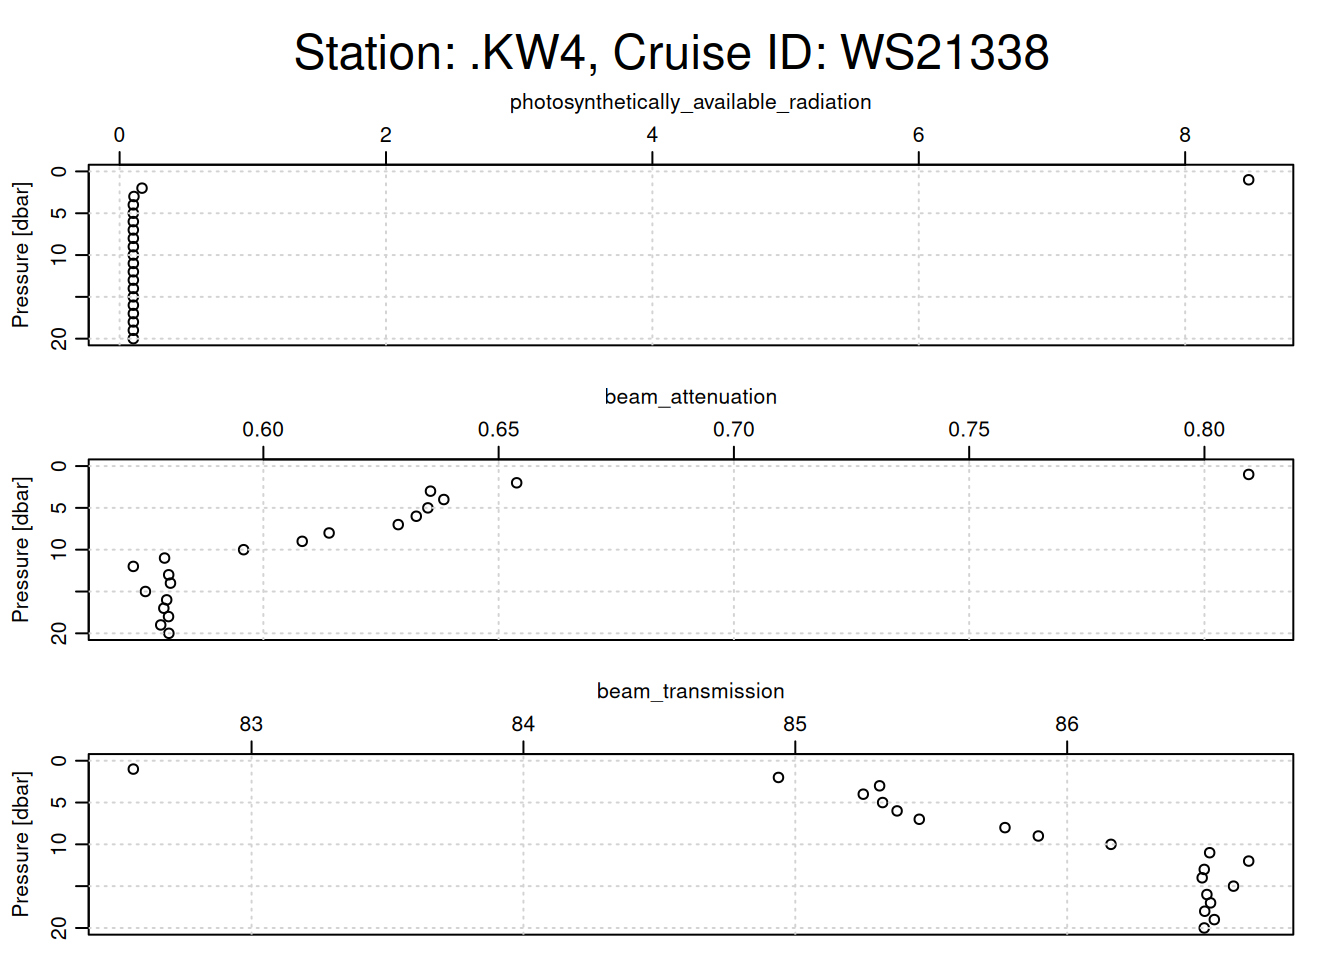 Station: .KW4, Cruise ID: WS21338
photosynthetically_available_radiation
0 2 4 6 8
Pressure [dbar]
0
5
10
20
beam_attenuation
0.60 0.65 0.70 0.75 0.80
Pressure [dbar]
0
5
10
20
beam_transmission
83 84 85 86
Pressure [dbar]
0
5
10
20